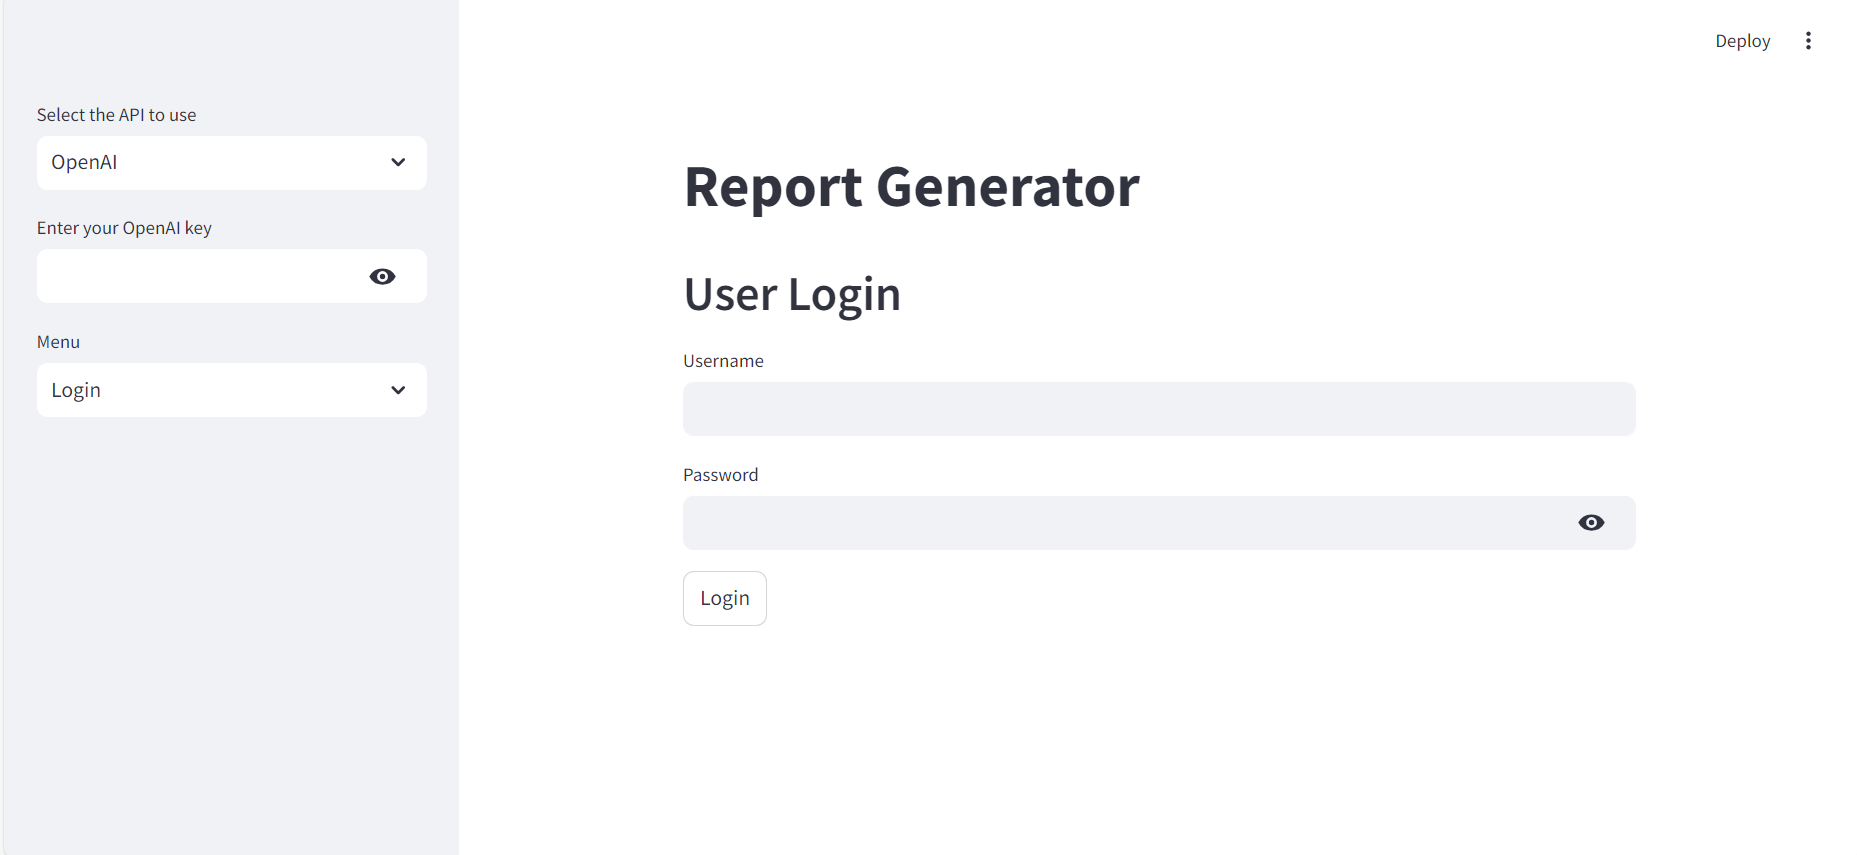 Deploy
Select the API to use
OpenAI
Enter your OpenAI key
Menu
Login
Report Generator
User Login
Username
Password
Login